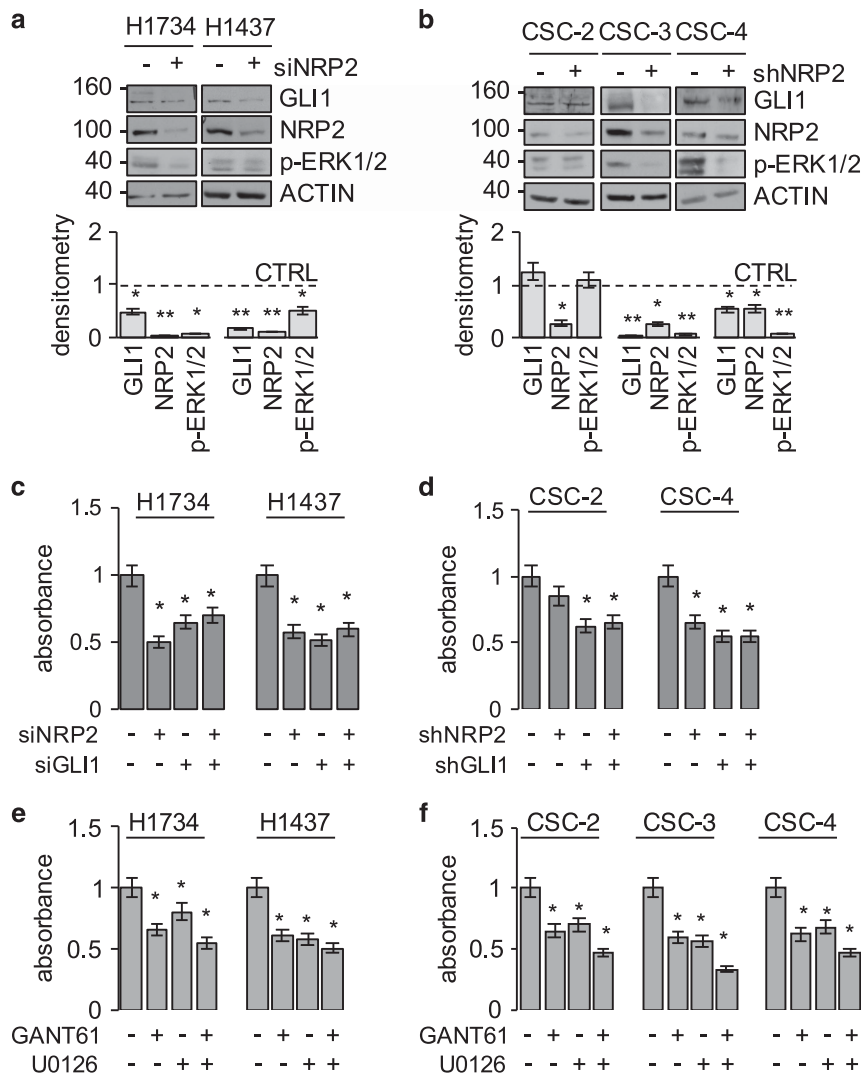 a
H1734 H1437
- + - + siNRP2
160 GLI1
100 NRP2
40 p-ERK1/2
40 ACTIN
densitometry
2
1
0
CTRL
* ** * ** ** *
GLI1 NRP2 p-ERK1/2 GLI1 NRP2 p-ERK1/2
b
CSC-2 CSC-3 CSC-4
- + - + - + shNRP2
160 GLI1
100 NRP2
40 p-ERK1/2
40 ACTIN
densitometry
2
1
0
CTRL
* ** * ** * * **
GLI1 NRP2 p-ERK1/2 GLI1 NRP2 p-ERK1/2 GLI1 NRP2 p-ERK1/2
c
H1734 H1437
absorbance
1.5
1
0.5
0
* * * * * *
siNRP2 - + - + - + - +
siGLI1 - - + + - - + +
d
CSC-2 CSC-4
absorbance
1.5
1
0.5
0
* * * * *
shNRP2 - + - + - + - +
shGLI1 - - + + - - + +
e
H1734 H1437
absorbance
1.5
1
0.5
0
* * * * * *
GANT61 - + - + - + - +
U0126 - - + + - - + +
f
CSC-2 CSC-3 CSC-4
absorbance
1.5
1
0.5
0
* * * * * * * * *
GANT61 - + - + - + - + - + - +
U0126 - - + + - - + + - - + +